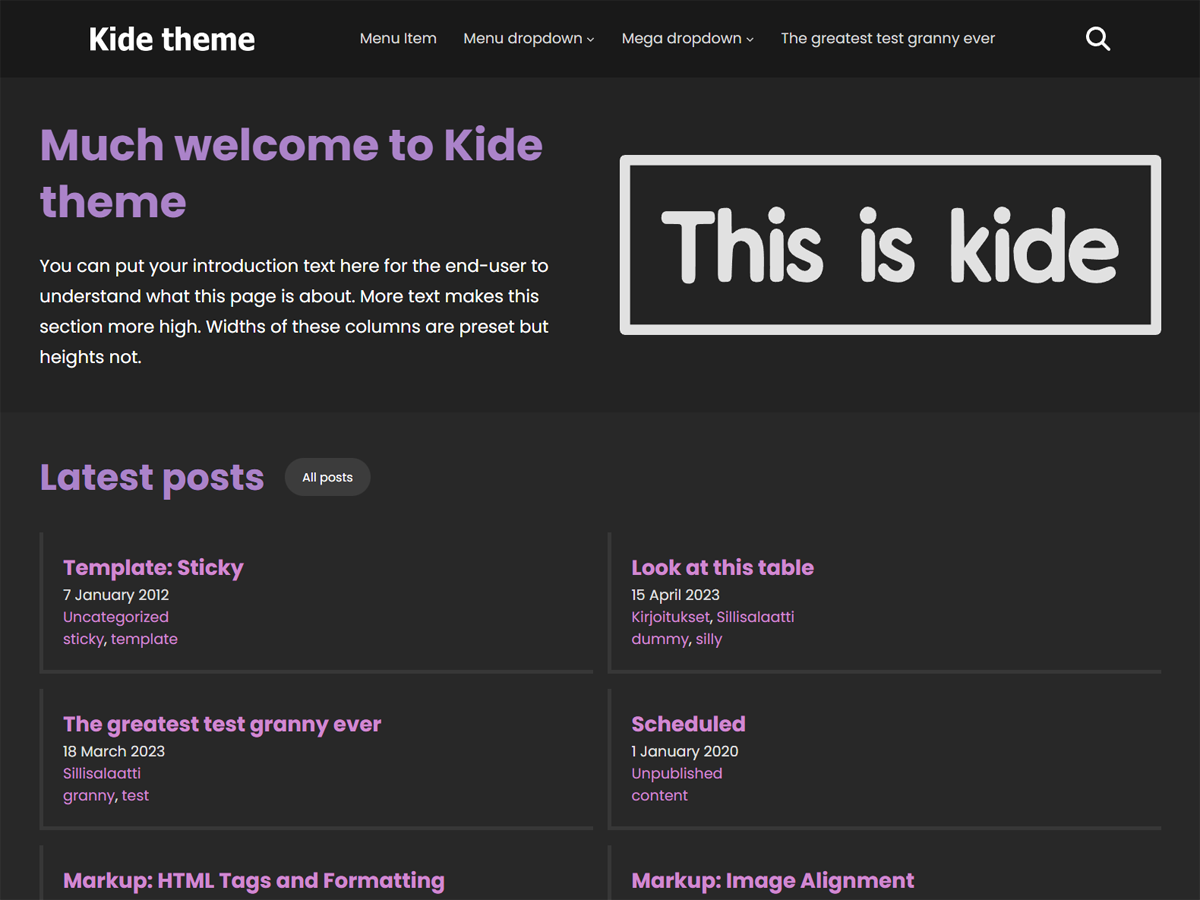 Kide theme
Menu Item
Menu dropdown
Mega dropdown
The greatest test granny ever
Much welcome to Kide
theme
You can put your introduction text here for the end-user to
understand what this page is about. More text makes this
section more high. Widths of these columns are preset but
heights not.
This is kide
Latest posts
All posts
Template: Sticky
7 January 2012
Uncategorized
sticky, template
Look at this table
15 April 2023
Kirjoitukset, Sillisalaatti
dummy, silly
The greatest test granny ever
18 March 2023
Sillisalaatti
granny, test
Scheduled
1 January 2020
Unpublished
content
Markup: HTML Tags and Formatting
Markup: Image Alignment